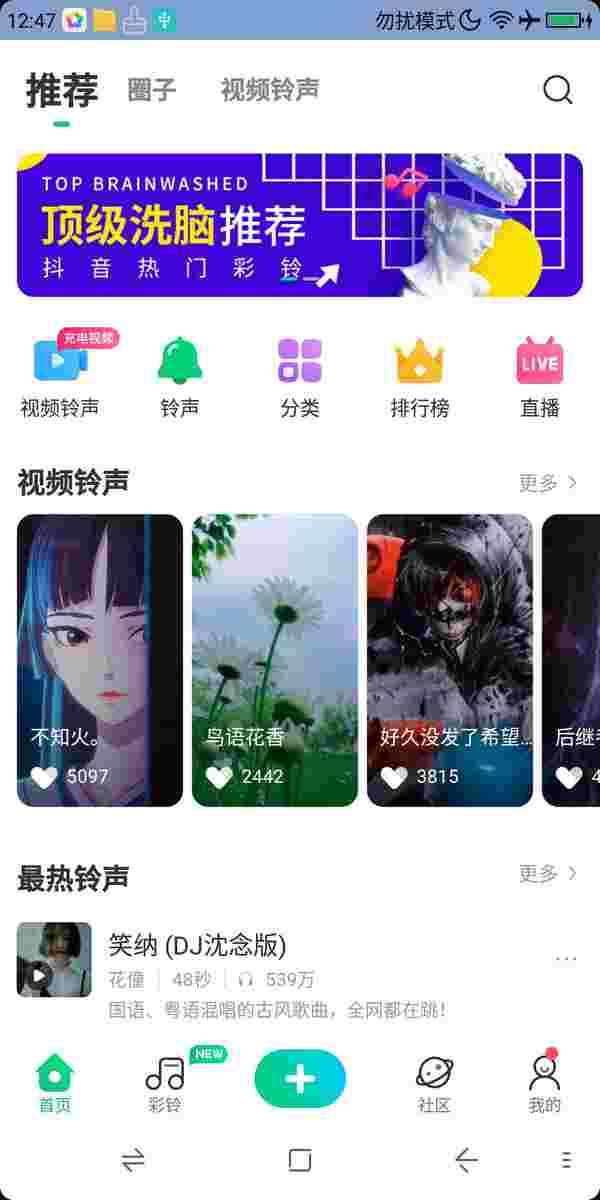 12:47 勿扰模式
推荐 圈子 视频铃声
TOP BRAINWASHED
顶级洗脑推荐
抖音热门彩铃
充电视频
LIVE
视频铃声 铃声 分类 排行榜 直播
视频铃声 更多
不知火。 鸟语花香 好久没发了希望... 后继
5097 2442 3815 4
最热铃声 更多
笑纳 (DJ沈念版)
花僮 48秒 539万
国语、粤语混唱的古风歌曲，全网都在跳！
NEW
首页 彩铃 社区 我的